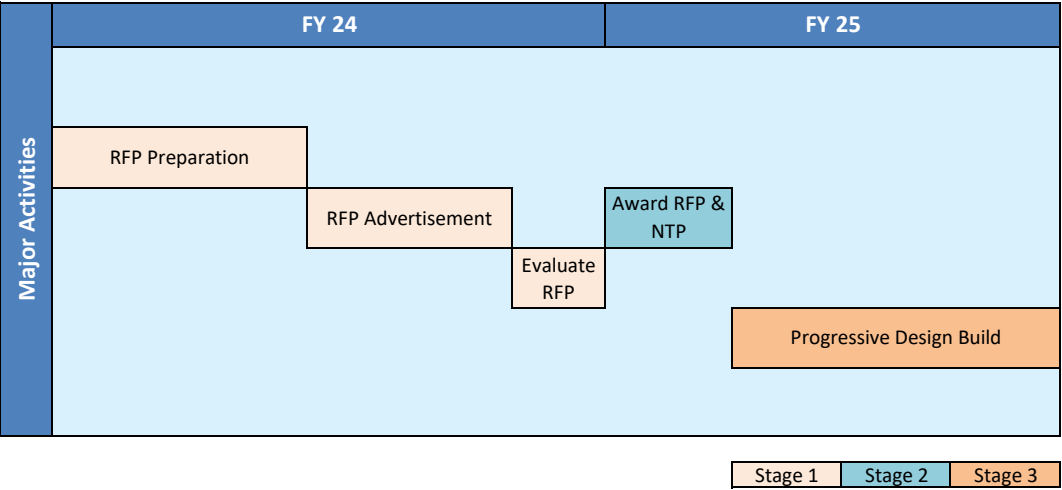 FY 24
FY 25
Major Activities
RFP Preparation
RFP Advertisement
Award RFP &
NTP
Evaluate
RFP
Progressive Design Build
Stage 1
Stage 2
Stage 3